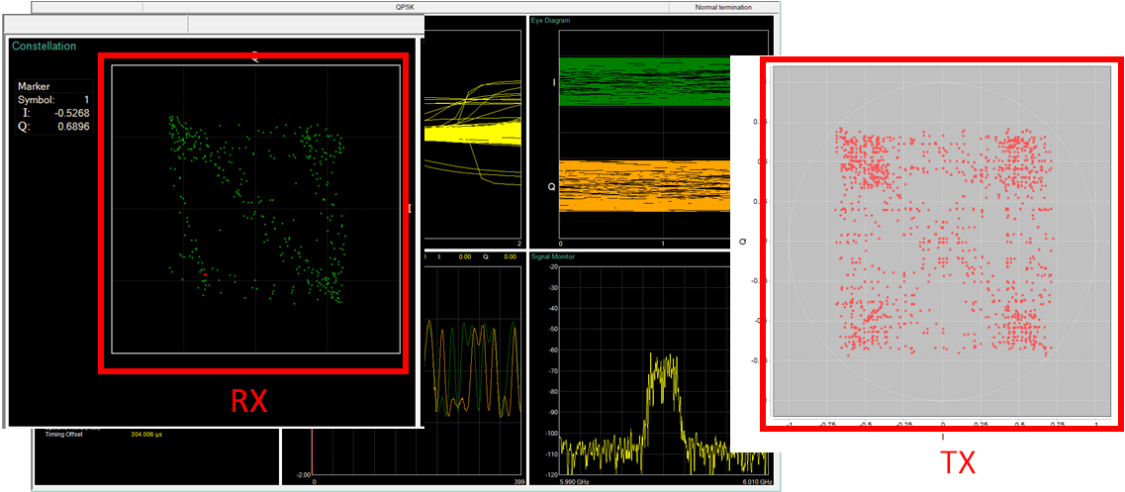 QPSK
Normal termination
Constellation
Q
Marker
Symbol: 1
I: -0.5268
Q: 0.6896
I
RX
2
Eye Diagram
I
Q
0
1
I: 0.00 Q: 0.00
Signal Monitor
-20
-30
-40
-50
-60
-70
-80
-90
-100
-110
-120
5.990 GHz
6.010 GHz
-2.00
0
399
Timing Offset 304.006 µs
Q
-1 -0.75 -0.5 -0.25 0 0.25 0.5 0.75 1
I
TX